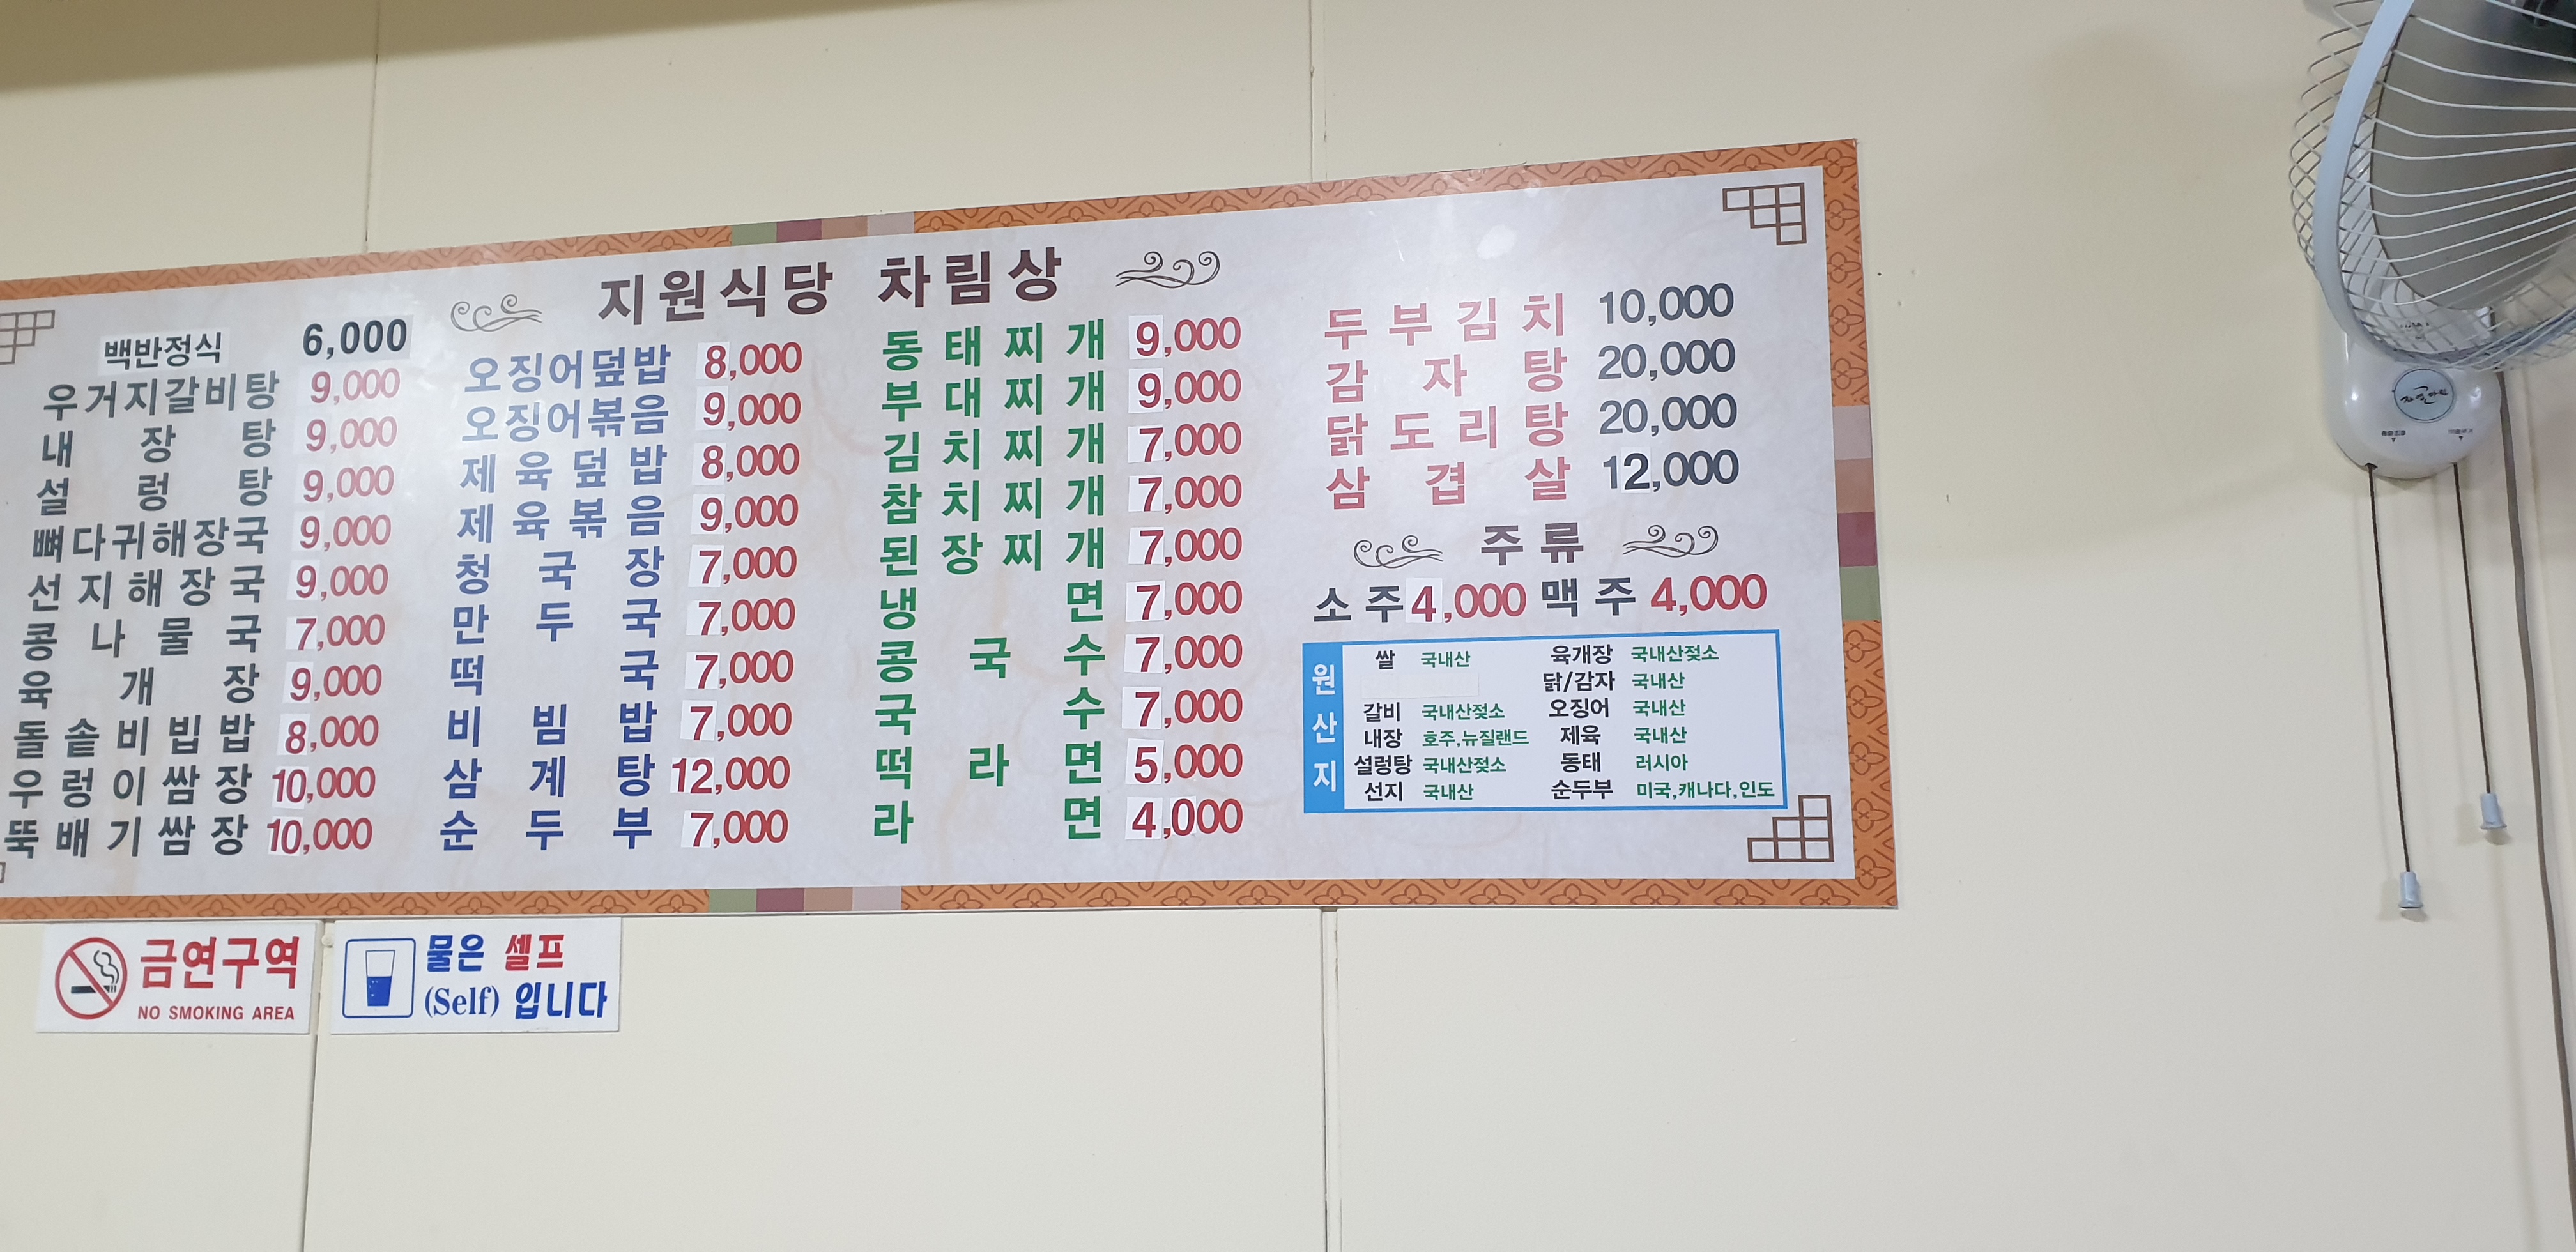 지원식당 차림상
백반정식 6,000
우거지갈비탕 9,000
내장탕 9,000
설렁탕 9,000
뼈다귀해장국 9,000
선지해장국 9,000
콩나물국 7,000
육개장 9,000
돌솥비빔밥 8,000
우렁이쌈장 10,000
뚝배기쌈장 10,000
오징어덮밥 8,000
오징어볶음 9,000
제육덮밥 8,000
제육볶음 9,000
청국장 7,000
만두국 7,000
떡국 7,000
비빔밥 7,000
삼계탕 12,000
순두부 7,000
동태찌개 9,000
부대찌개 9,000
김치찌개 7,000
참치찌개 7,000
된장찌개 7,000
냉면 7,000
콩국수 7,000
국수 7,000
떡라면 5,000
라면 4,000
두부김치 10,000
감자탕 20,000
닭도리탕 20,000
삼겹살 12,000
주류
소주 4,000 맥주 4,000
원산지
쌀 국내산 육개장 국내산젖소
닭/감자 국내산
갈비 국내산젖소 오징어 국내산
내장 호주,뉴질랜드 제육 국내산
설렁탕 국내산젖소 동태 러시아
선지 국내산 순두부 미국,캐나다,인도
금연구역
NO SMOKING AREA
물은 셀프
(Self) 입니다